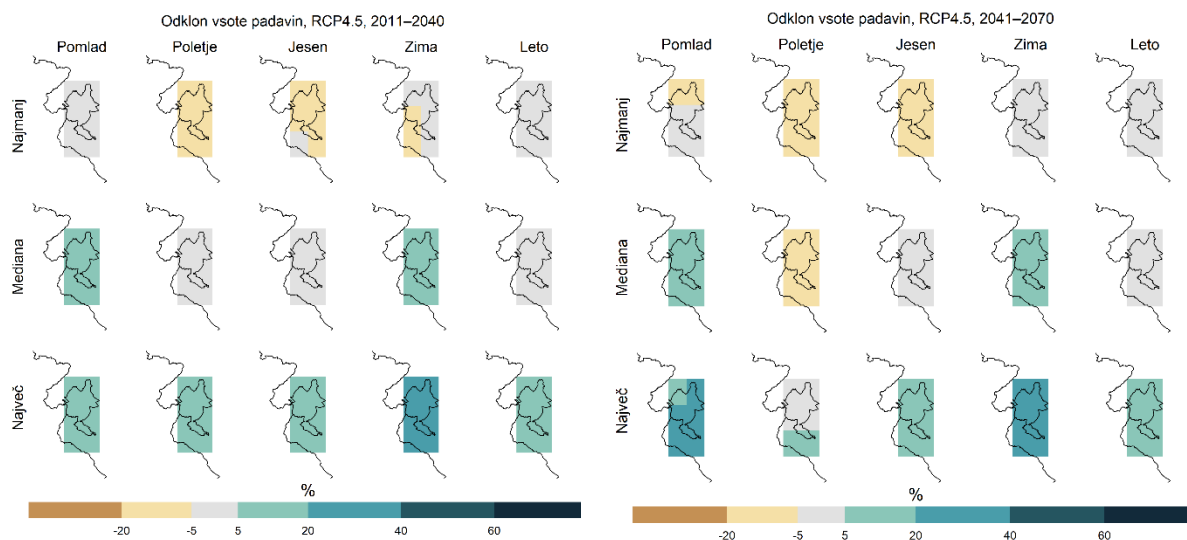 Odklon vsote padavin, RCP4.5, 2011–2040
Pomlad Poletje Jesen Zima Leto
Najmanj
Mediana
Največ
%
-20 -5 5 20 40 60
Odklon vsote padavin, RCP4.5, 2041–2070
Pomlad Poletje Jesen Zima Leto
Najmanj
Mediana
Največ
%
-20 -5 5 20 40 60